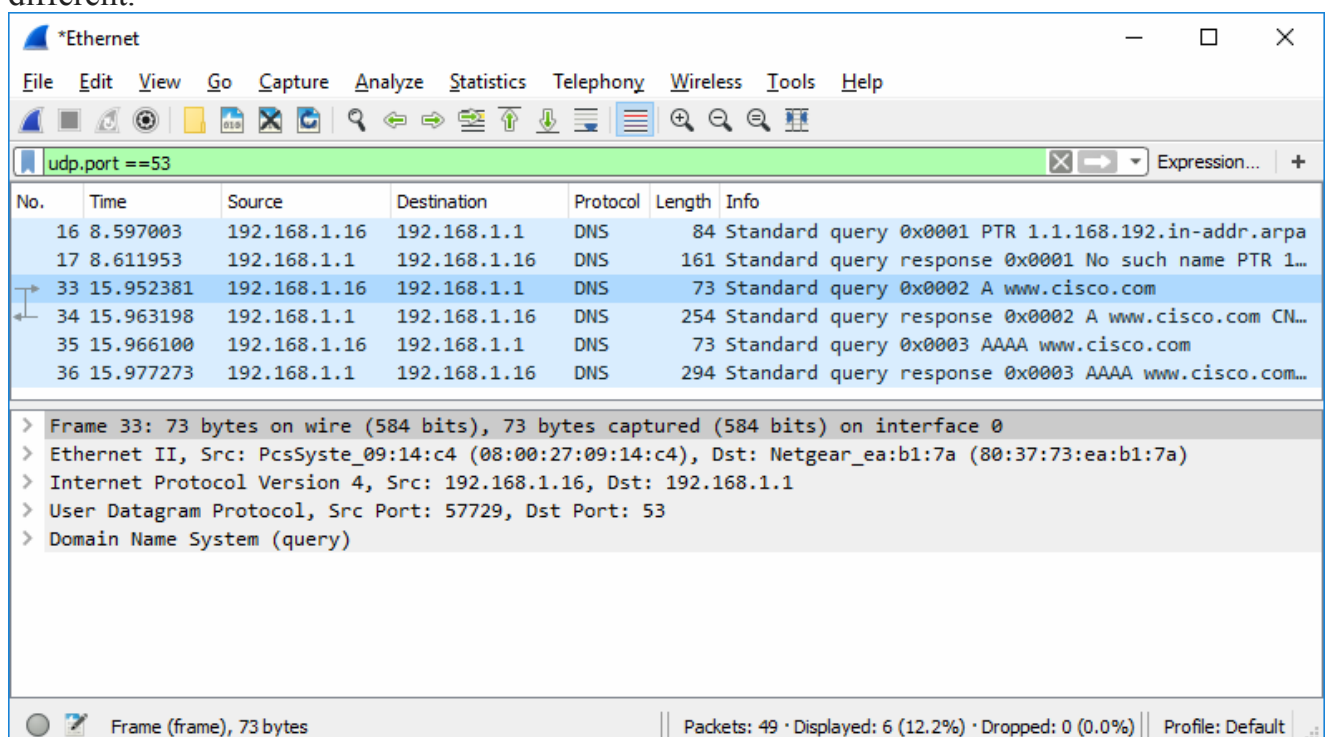 different.
*Ethernet
File Edit View Go Capture Analyze Statistics Telephony Wireless Tools Help
udp.port ==53 Expression... +
No. Time Source Destination Protocol Length Info
16 8.597003 192.168.1.16 192.168.1.1 DNS 84 Standard query 0x0001 PTR 1.1.168.192.in-addr.arpa
17 8.611953 192.168.1.1 192.168.1.16 DNS 161 Standard query response 0x0001 No such name PTR 1…
33 15.952381 192.168.1.16 192.168.1.1 DNS 73 Standard query 0x0002 A www.cisco.com
34 15.963198 192.168.1.1 192.168.1.16 DNS 254 Standard query response 0x0002 A www.cisco.com CN…
35 15.966100 192.168.1.16 192.168.1.1 DNS 73 Standard query 0x0003 AAAA www.cisco.com
36 15.977273 192.168.1.1 192.168.1.16 DNS 294 Standard query response 0x0003 AAAA www.cisco.com…
> Frame 33: 73 bytes on wire (584 bits), 73 bytes captured (584 bits) on interface 0
> Ethernet II, Src: PcsSyste_09:14:c4 (08:00:27:09:14:c4), Dst: Netgear_ea:b1:7a (80:37:73:ea:b1:7a)
> Internet Protocol Version 4, Src: 192.168.1.16, Dst: 192.168.1.1
> User Datagram Protocol, Src Port: 57729, Dst Port: 53
> Domain Name System (query)
Frame (frame), 73 bytes Packets: 49 · Displayed: 6 (12.2%) · Dropped: 0 (0.0%) Profile: Default